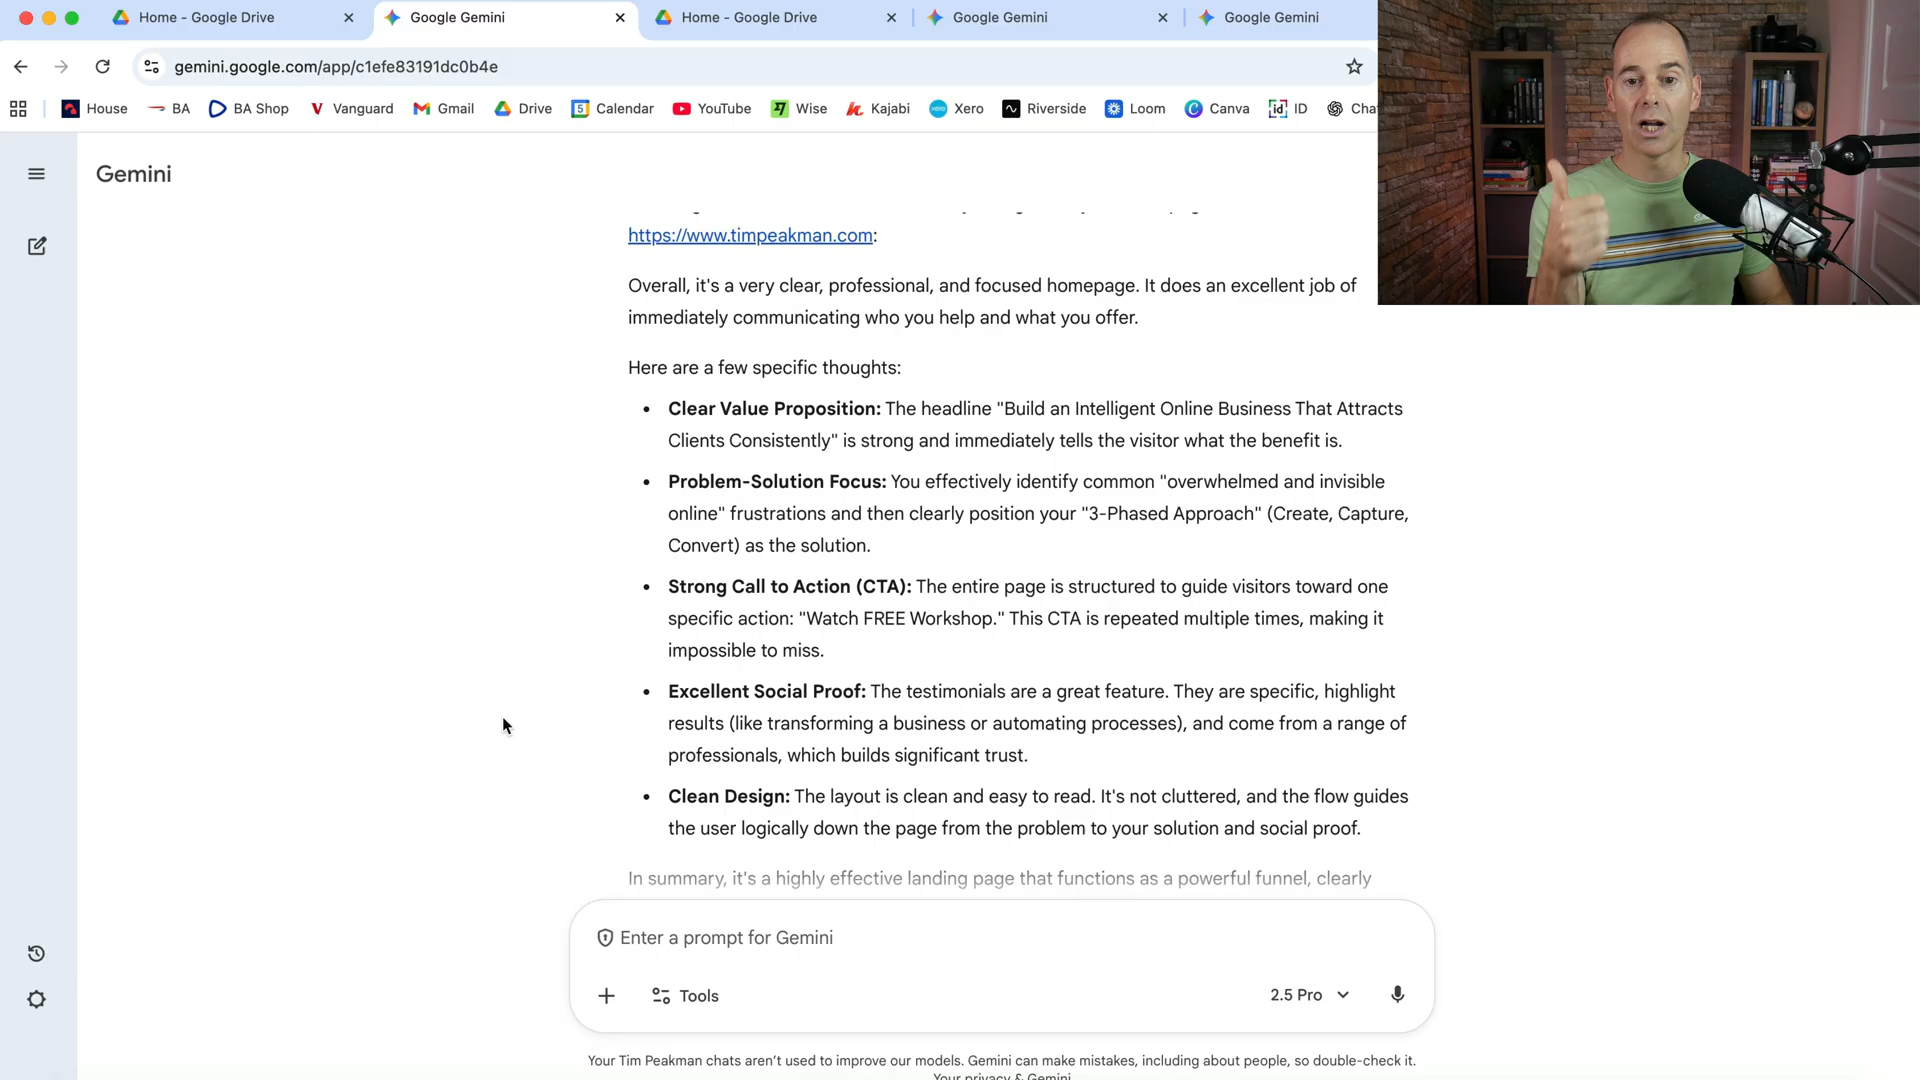 Home - Google Drive
Google Gemini
Home - Google Drive
Google Gemini
Google Gemini
gemini.google.com/app/c1efe83191dc0b4e
House
BA
BA Shop
Vanguard
Gmail
Drive
5 Calendar
YouTube
Wise
Kajabi
xero Xero
Riverside
Loom
Canva
id ID
Cha
Gemini
https://www.timpeakman.com:
Overall, it's a very clear, professional, and focused homepage. It does an excellent job of
immediately communicating who you help and what you offer.
Here are a few specific thoughts:
• Clear Value Proposition: The headline "Build an Intelligent Online Business That Attracts
Clients Consistently" is strong and immediately tells the visitor what the benefit is.
• Problem-Solution Focus: You effectively identify common "overwhelmed and invisible
online" frustrations and then clearly position your "3-Phased Approach" (Create, Capture,
Convert) as the solution.
• Strong Call to Action (CTA): The entire page is structured to guide visitors toward one
specific action: "Watch FREE Workshop." This CTA is repeated multiple times, making it
impossible to miss.
• Excellent Social Proof: The testimonials are a great feature. They are specific, highlight
results (like transforming a business or automating processes), and come from a range of
professionals, which builds significant trust.
• Clean Design: The layout is clean and easy to read. It's not cluttered, and the flow guides
the user logically down the page from the problem to your solution and social proof.
In summary, it's a highly effective landing page that functions as a powerful funnel, clearly
Enter a prompt for Gemini
Tools
2.5 Pro
Your Tim Peakman chats aren't used to improve our models. Gemini can make mistakes, including about people, so double-check it.
Your privacy & Gemini